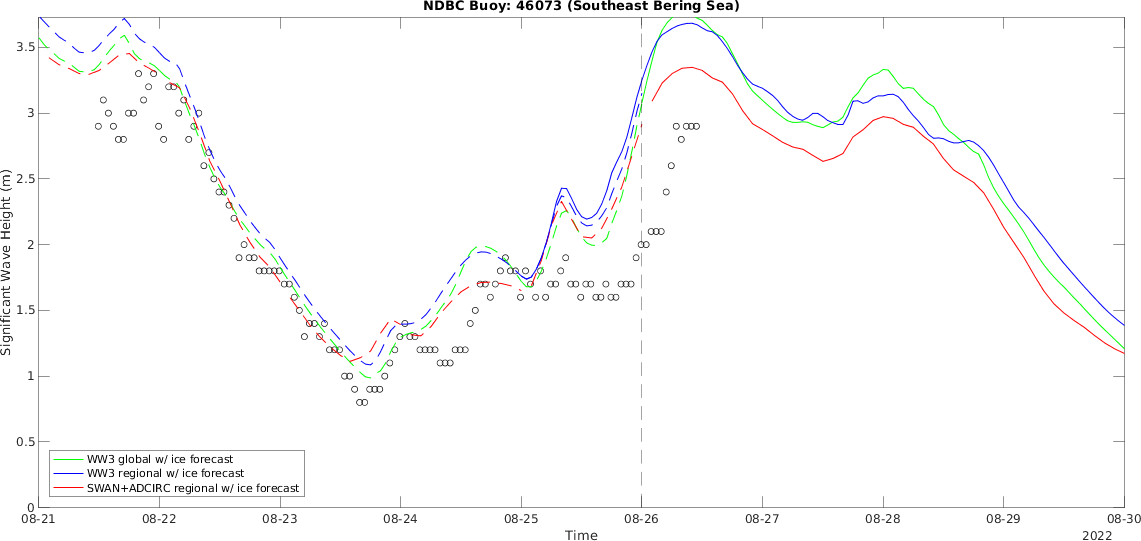 NDBC Buoy: 46073 (Southeast Bering Sea)
Significant Wave Height (m)
3.5
3
2.5
2
1.5
1
0.5
0
WW3 global w/ ice forecast
WW3 regional w/ ice forecast
SWAN+ADCIRC regional w/ ice forecast
08-21 08-22 08-23 08-24 08-25 08-26 08-27 08-28 08-29 08-30
Time
2022